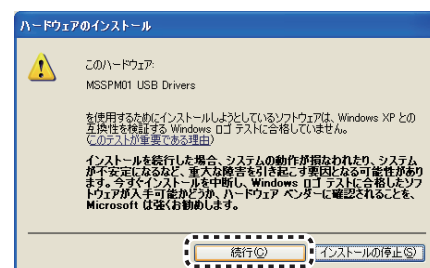 ハードウェアのインストール
このハードウェア:
MSSPM01 USB Drivers
を使用するためにインストールしようとしているソフトウェアは、Windows XP との
互換性を検証する Windows ロゴ テストに合格していません。
(このテストが重要である理由)
インストールを続行した場合、システムの動作が損なわれたり、システム
が不安定になるなど、重大な障害を引き起こす要因となる可能性があり
ます。今すぐインストールを中断し、Windows ロゴ テストに合格したソフ
トウェアが入手可能かどうか、ハードウェア ベンダーに確認されることを、
Microsoft は強くお勧めします。
続行(C) インストールの停止(S)